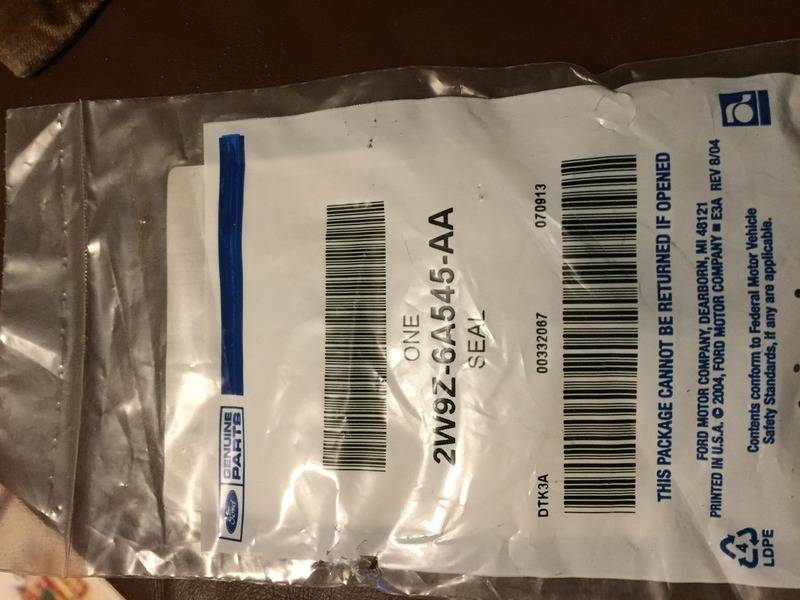 Ford
GENUINE
PARTS
ONE
2W9Z-6A545-AA
SEAL
DTK3A 00332067 070913
THIS PACKAGE CANNOT BE RETURNED IF OPENED
FORD MOTOR COMPANY, DEARBORN, MI 48121
PRINTED IN U.S.A. © 2004, FORD MOTOR COMPANY ■ E3A REV 8/04
4
LDPE
Contents conform to Federal Motor Vehicle
Safety Standards, if any are applicable.